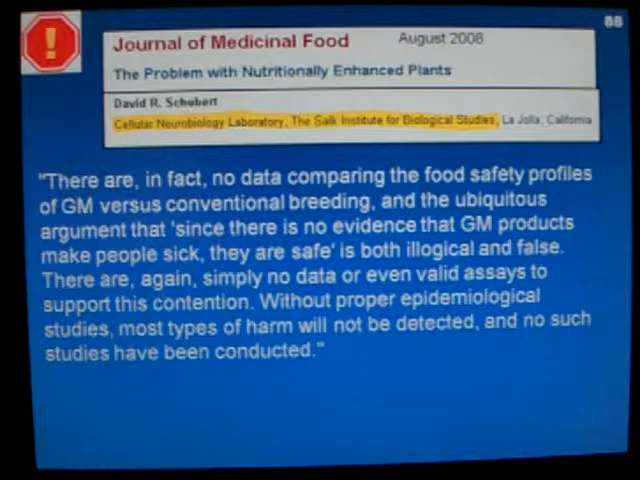 88
!
Journal of Medicinal Food August 2008
The Problem with Nutritionally Enhanced Plants
David R. Schubert
Cellular Neurobiology Laboratory, The Salk Institute for Biological Studies, La Jolla, California
"There are, in fact, no data comparing the food safety profiles
of GM versus conventional breeding, and the ubiquitous
argument that 'since there is no evidence that GM products
make people sick, they are safe' is both illogical and false.
There are, again, simply no data or even valid assays to
support this contention. Without proper epidemiological
studies, most types of harm will not be detected, and no such
studies have been conducted."